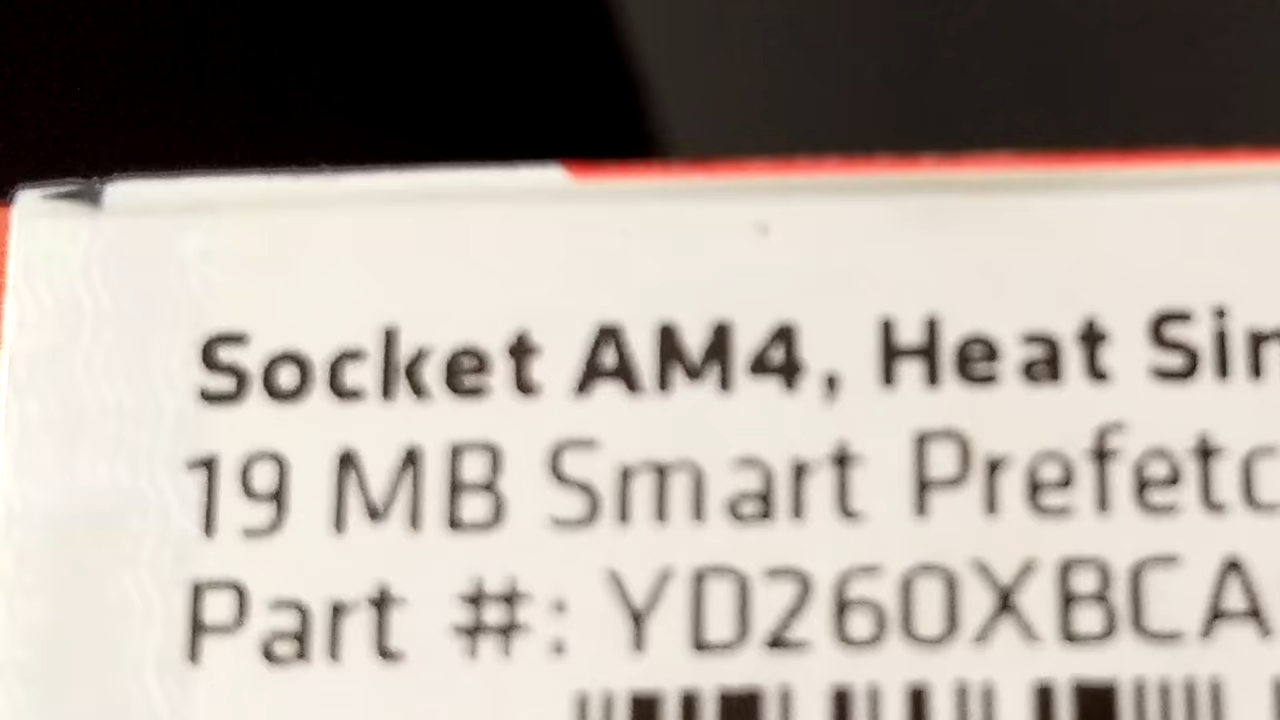 Socket AM4, Heat Sin
19 MB Smart Prefetc
Part #: YD260XBCA